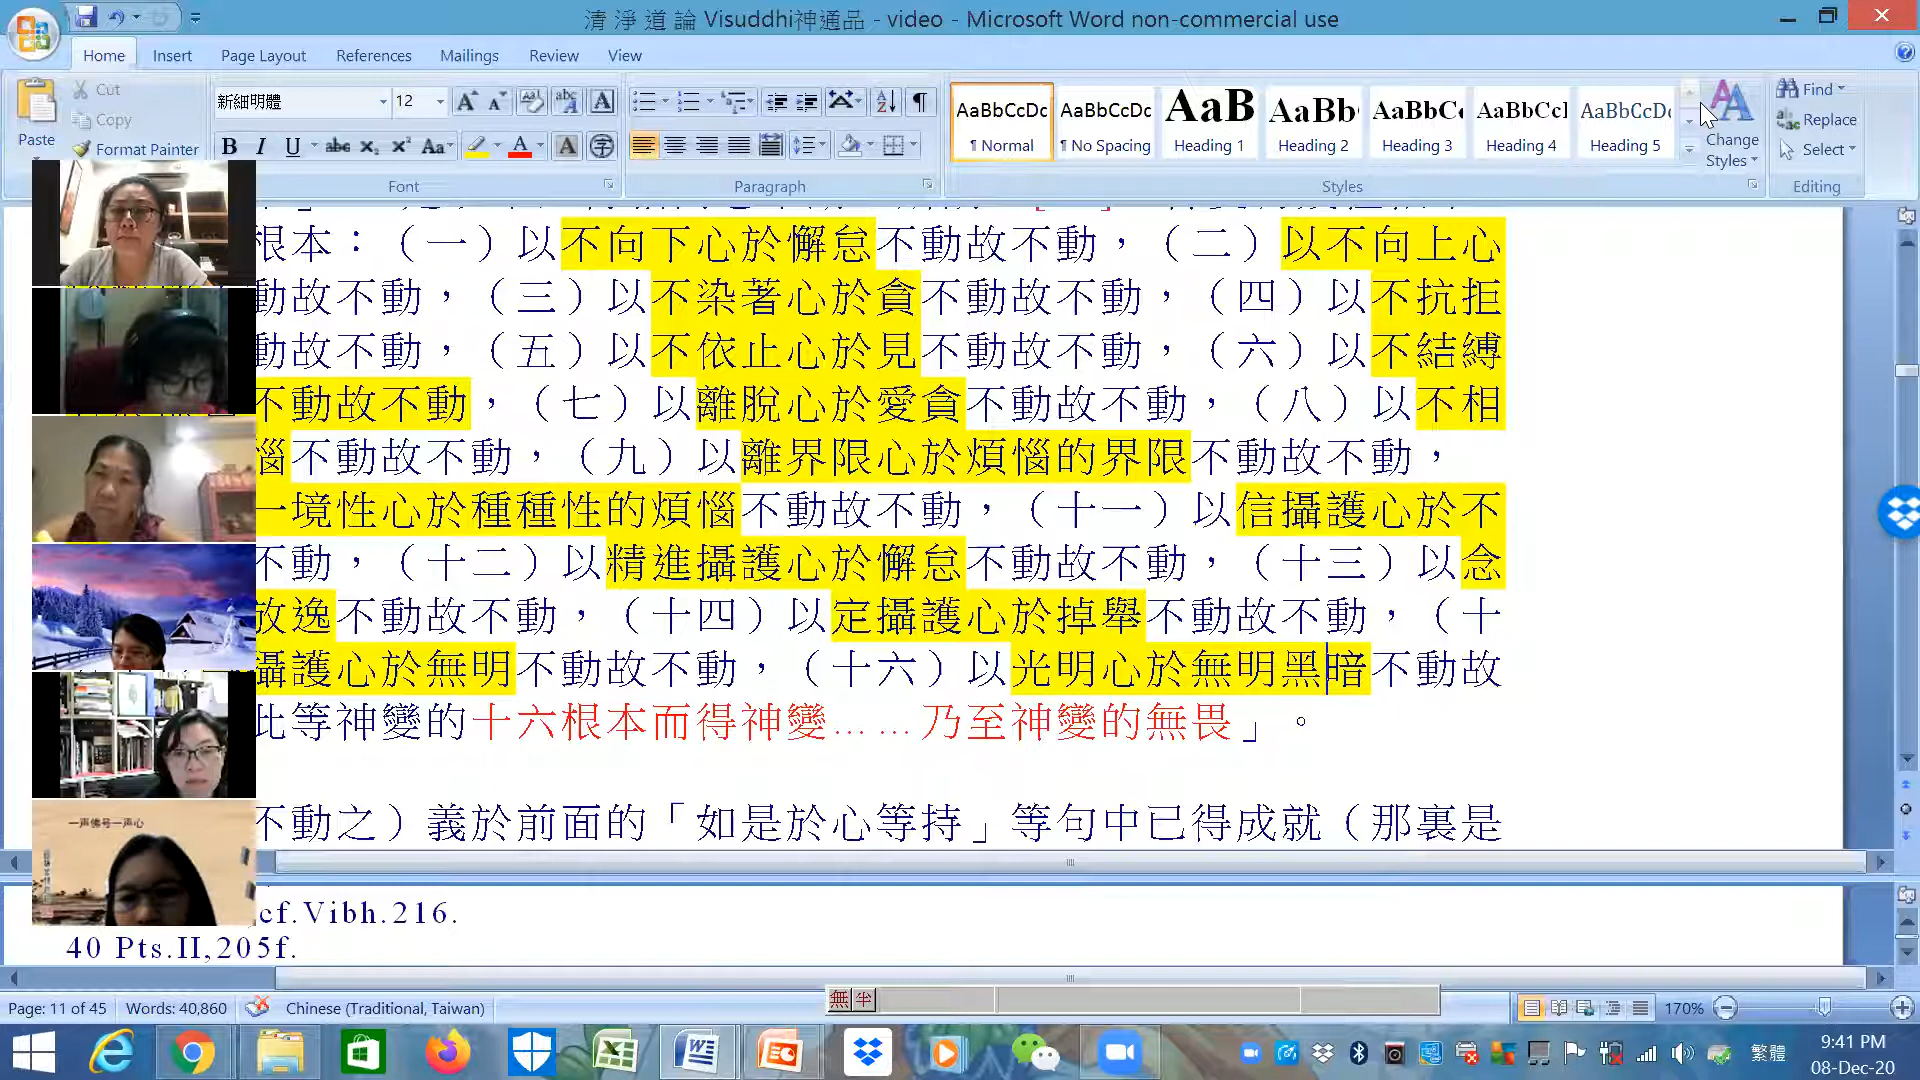 清 淨 道 論 Visuddhi神通品 - video - Microsoft Word non-commercial use
Home Insert Page Layout References Mailings Review View
Paste
Cut
Copy
Format Painter
新細明體 12
Font
Paragraph
AaBbCcDc AaBbCcDc AaB AaBb AaBbC AaBbCcI AaBbCcD
¶ Normal ¶ No Spacing Heading 1 Heading 2 Heading 3 Heading 4 Heading 5
Change Styles
Styles
Find
Replace
Select
Editing
根本：（一）以不向下心於懈怠不動故不動，（二）以不向上心
動故不動，（三）以不染著心於貪不動故不動，（四）以不抗拒
動故不動，（五）以不依止心於見不動故不動，（六）以不結縛
不動故不動，（七）以離脫心於愛貪不動故不動，（八）以不相
惱不動故不動，（九）以離界限心於煩惱的界限不動故不動，
一境性心於種種性的煩惱不動故不動，（十一）以信攝護心於不
不動，（十二）以精進攝護心於懈怠不動故不動，（十三）以念
放逸不動故不動，（十四）以定攝護心於掉舉不動故不動，（十
攝護心於無明不動故不動，（十六）以光明心於無明黑暗不動故
此等神變的十六根本而得神變……乃至神變的無畏」。
不動之）義於前面的「如是於心等持」等句中已得成就（那裏是
一声佛号一声心
cf.Vibh.216.
40 Pts.II,205f.
Page: 11 of 45 Words: 40,860 Chinese (Traditional, Taiwan)
無 半
170%
繁體
9:41 PM
08-Dec-20